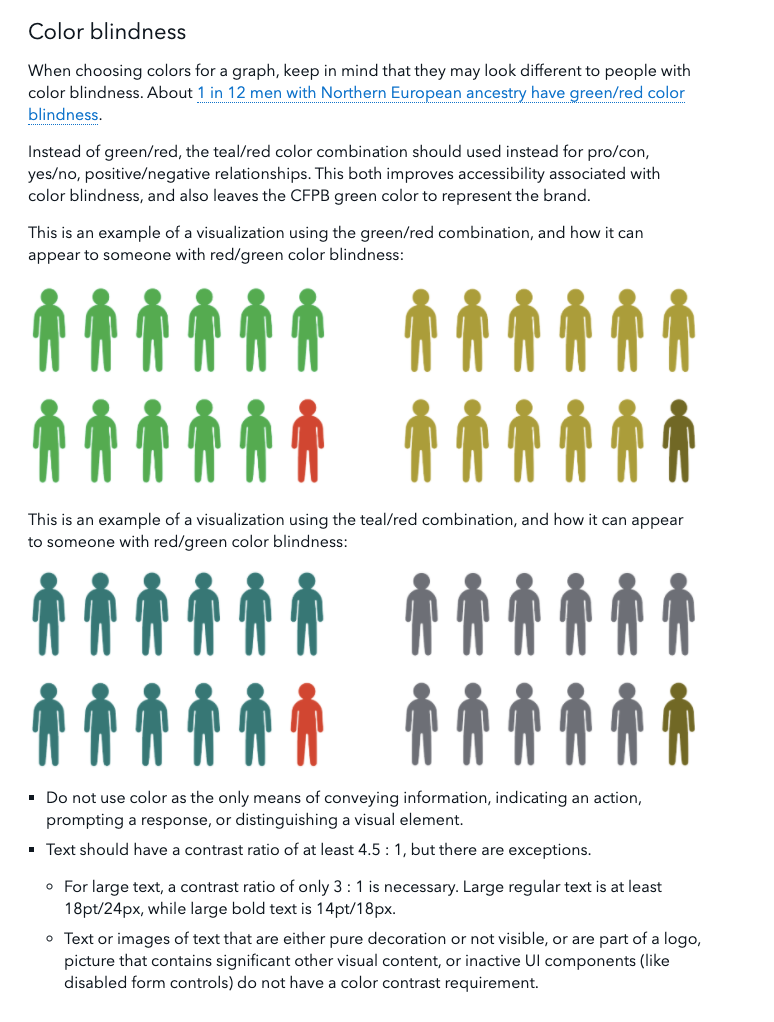 Color blindness
When choosing colors for a graph, keep in mind that they may look different to people with
color blindness. About 1 in 12 men with Northern European ancestry have green/red color
blindness.
Instead of green/red, the teal/red color combination should used instead for pro/con,
yes/no, positive/negative relationships. This both improves accessibility associated with
color blindness, and also leaves the CFPB green color to represent the brand.
This is an example of a visualization using the green/red combination, and how it can
appear to someone with red/green color blindness:
This is an example of a visualization using the teal/red combination, and how it can appear
to someone with red/green color blindness:
Do not use color as the only means of conveying information, indicating an action,
prompting a response, or distinguishing a visual element.
Text should have a contrast ratio of at least 4.5 : 1, but there are exceptions.
For large text, a contrast ratio of only 3 : 1 is necessary. Large regular text is at least
18pt/24px, while large bold text is 14pt/18px.
Text or images of text that are either pure decoration or not visible, or are part of a logo,
picture that contains significant other visual content, or inactive UI components (like
disabled form controls) do not have a color contrast requirement.